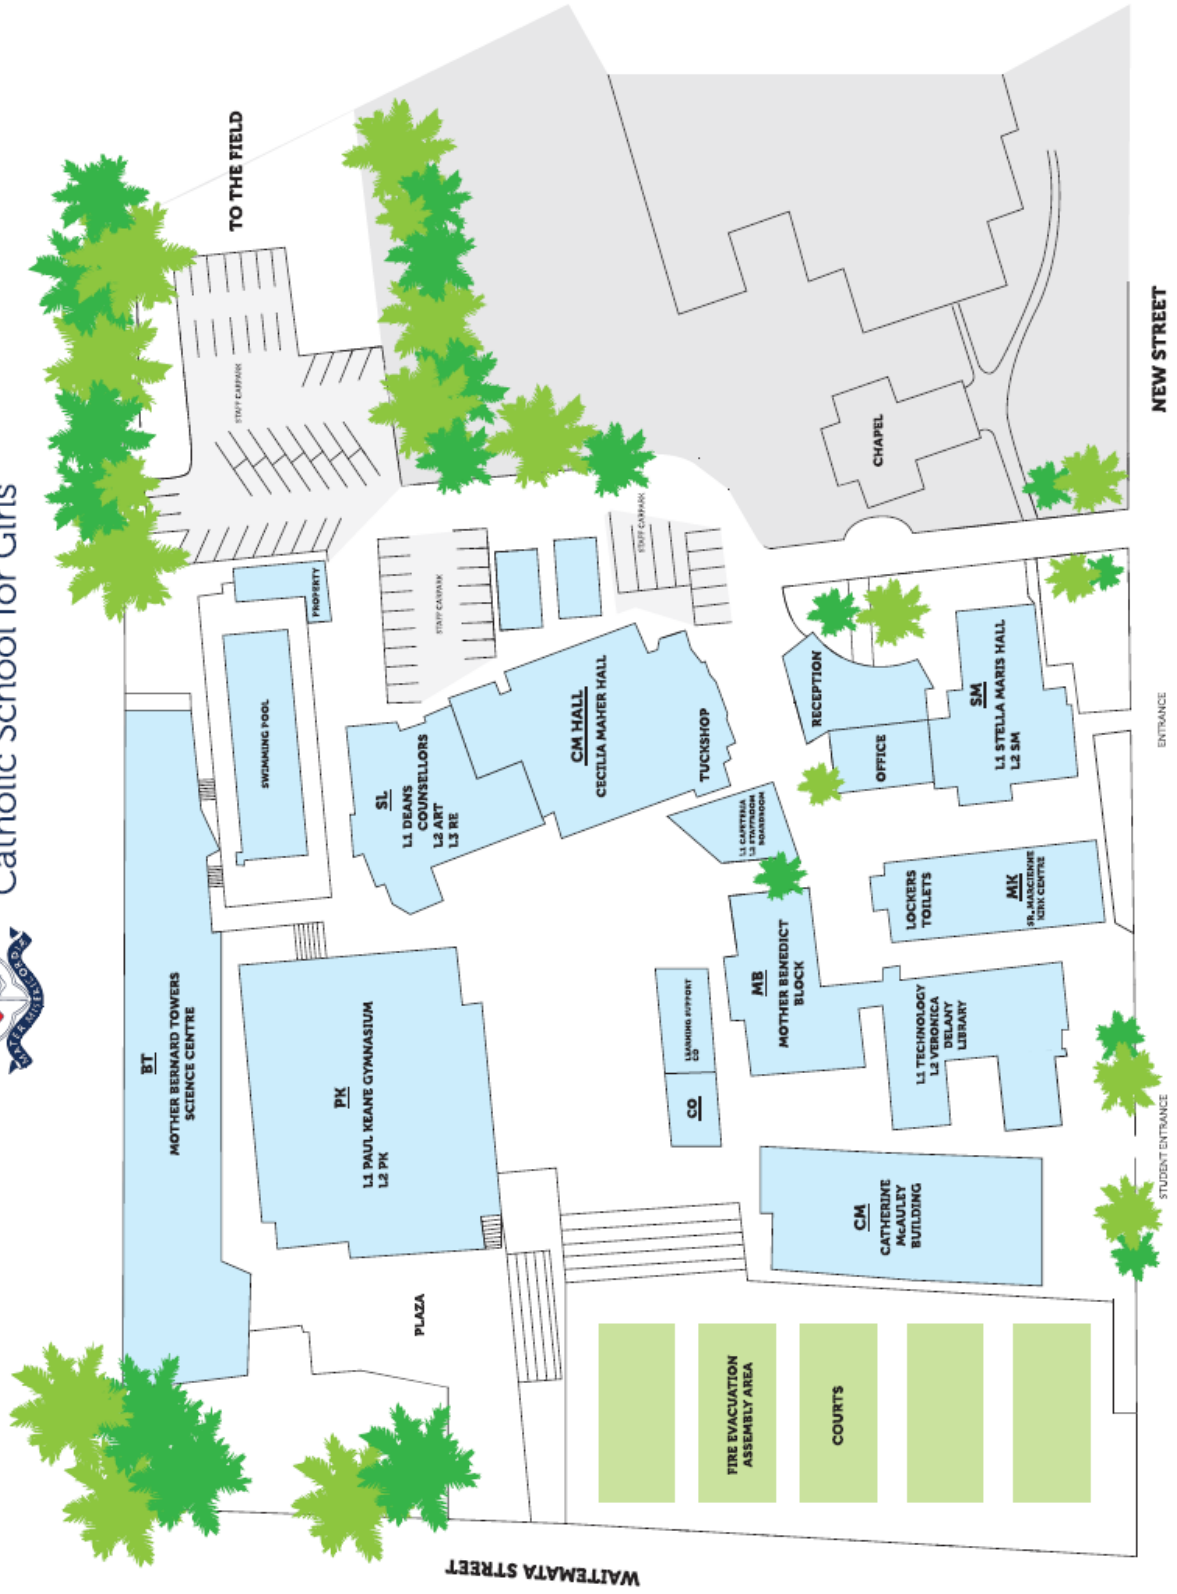 Catholic School for Girls
MATER MISERICORDIÆ
TO THE FIELD
STAFF CARPARK
STAFF CARPARK
STAFF CARPARK
PROPERTY
SWIMMING POOL
BT
MOTHER BERNARD TOWERS
SCIENCE CENTRE
PK
L1 PAUL KEANE GYMNASIUM
L2 PK
PLAZA
SL
L1 DEANS
COUNSELLORS
L2 ART
L3 RE
CM HALL
CECILIA MAHER HALL
TUCKSHOP
L1 CAFETERIA
L2 STAFFROOM
BOARDROOM
RECEPTION
OFFICE
SM
L1 STELLA MARIS HALL
L2 SM
CHAPEL
LOCKERS
TOILETS
MK
SR. MARCIENNE
KIRK CENTRE
MB
MOTHER BENEDICT
BLOCK
LEARNING SUPPORT
CO
CO
L1 TECHNOLOGY
L2 VERONICA
DELANY
LIBRARY
CM
CATHERINE
McAULEY
BUILDING
FIRE EVACUATION
ASSEMBLY AREA
COURTS
NEW STREET
ENTRANCE
STUDENT ENTRANCE
WAITEMATA STREET